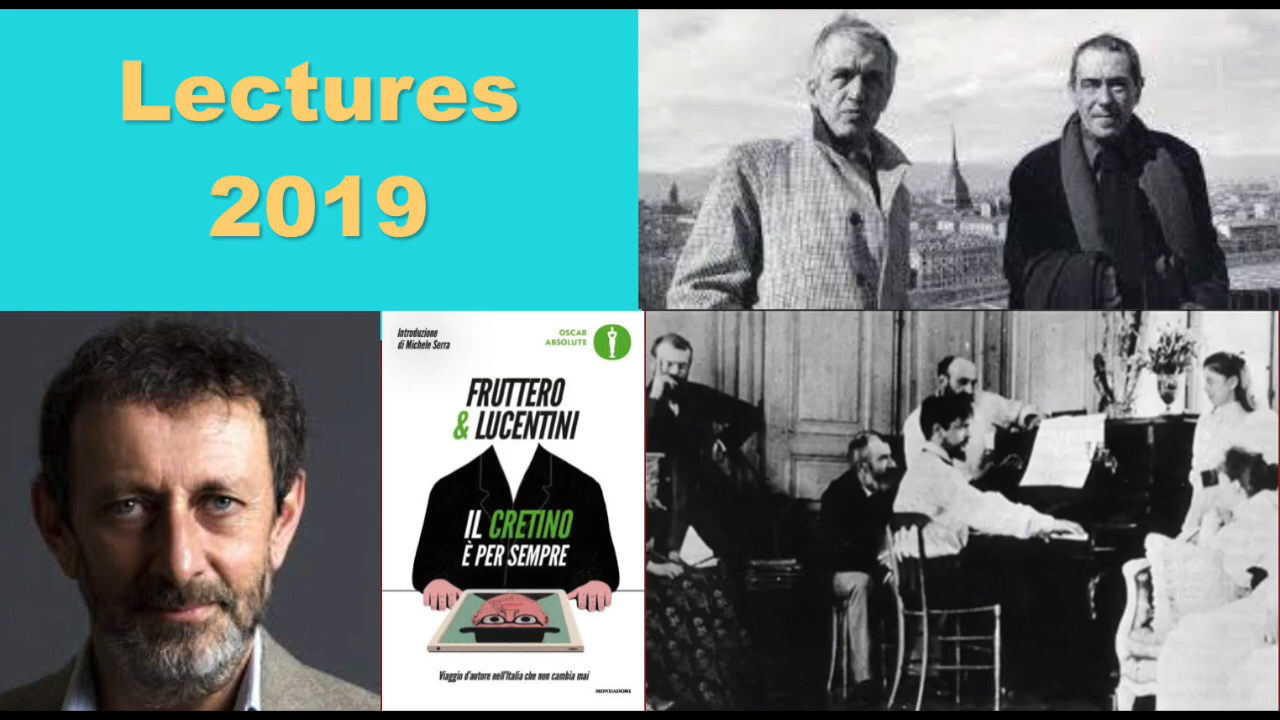 Lectures
2019
Introduzione
di Michele Serra
OSCAR
ABSOLUTE
FRUTTERO
& LUCENTINI
IL CRETINO
È PER SEMPRE
Viaggio d'autore nell'Italia che non cambia mai
MONDADORI